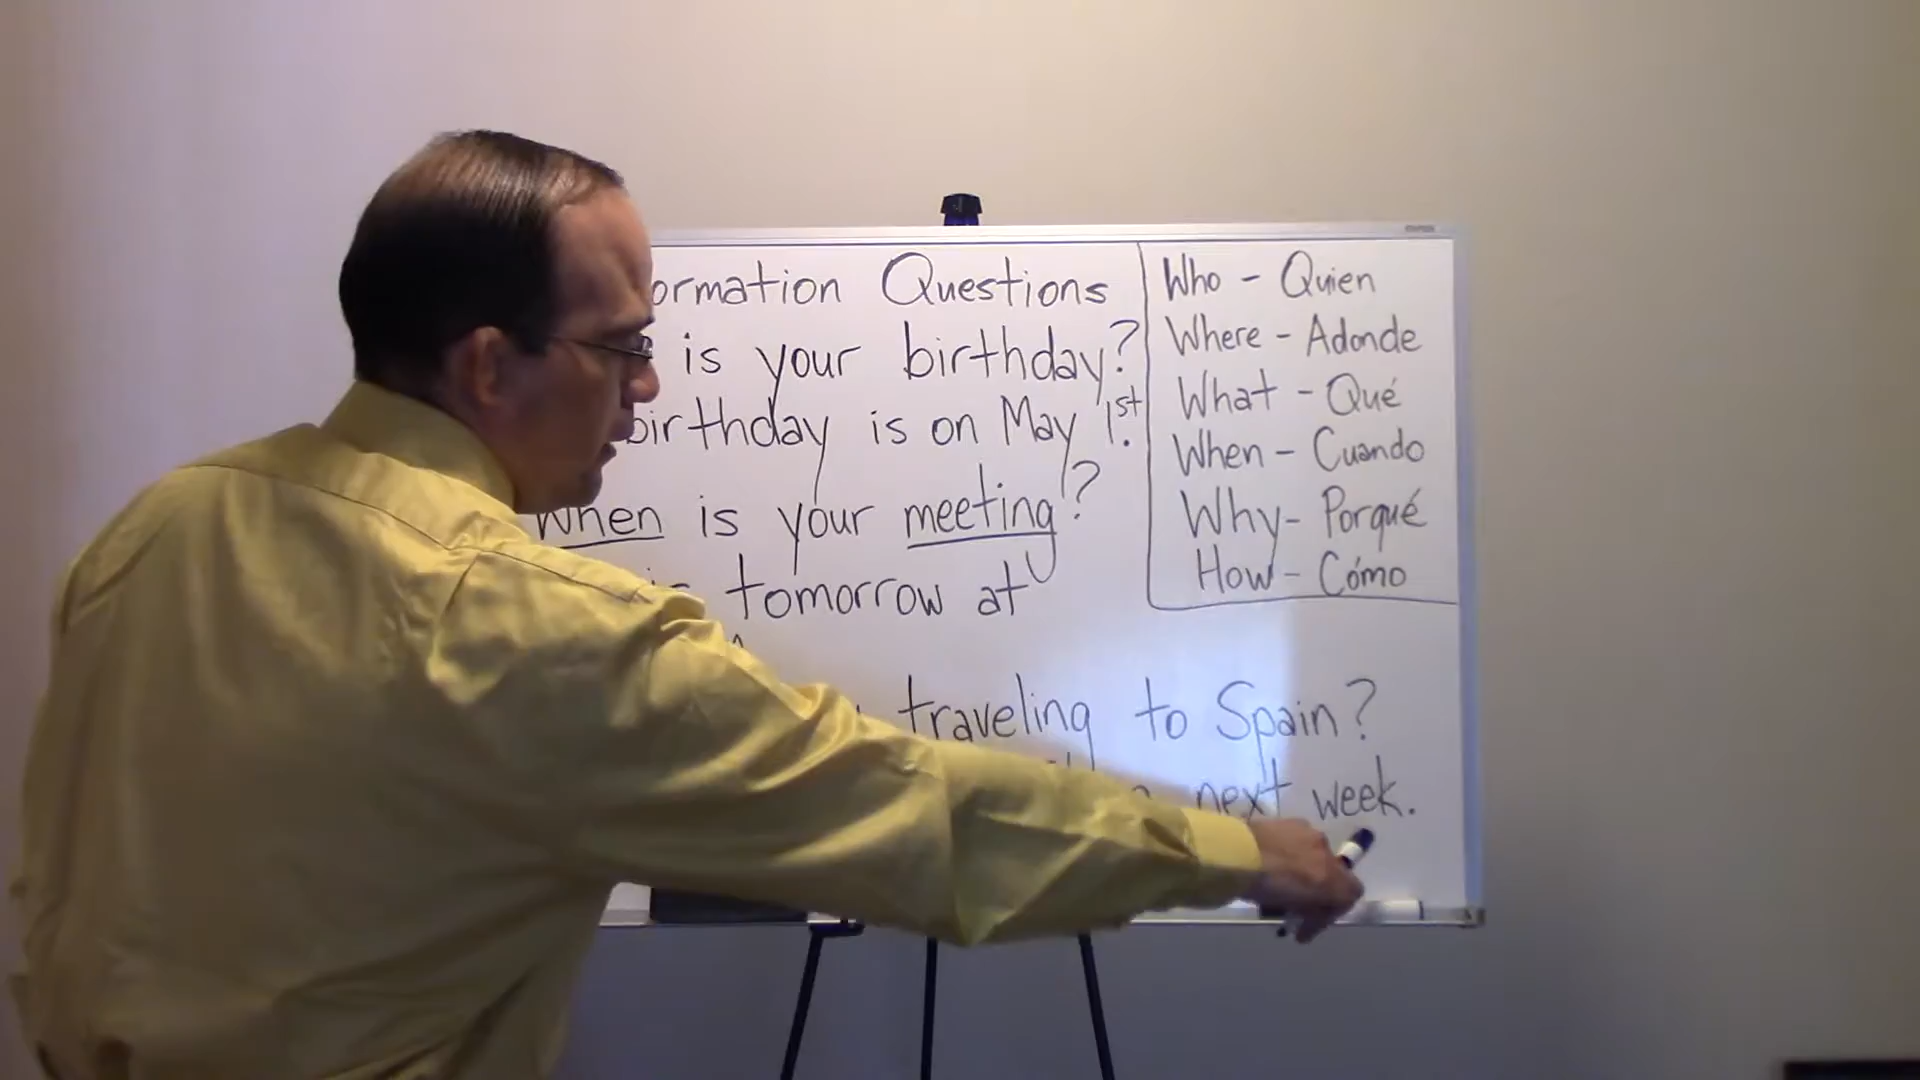 ormation Questions
is your birthday?
birthday is on May 1st.
When is your meeting?
tomorrow at
traveling to Spain?
next week.
Who - Quien
Where - Adonde
What - Qué
When - Cuando
Why - Porqué
How - Cómo